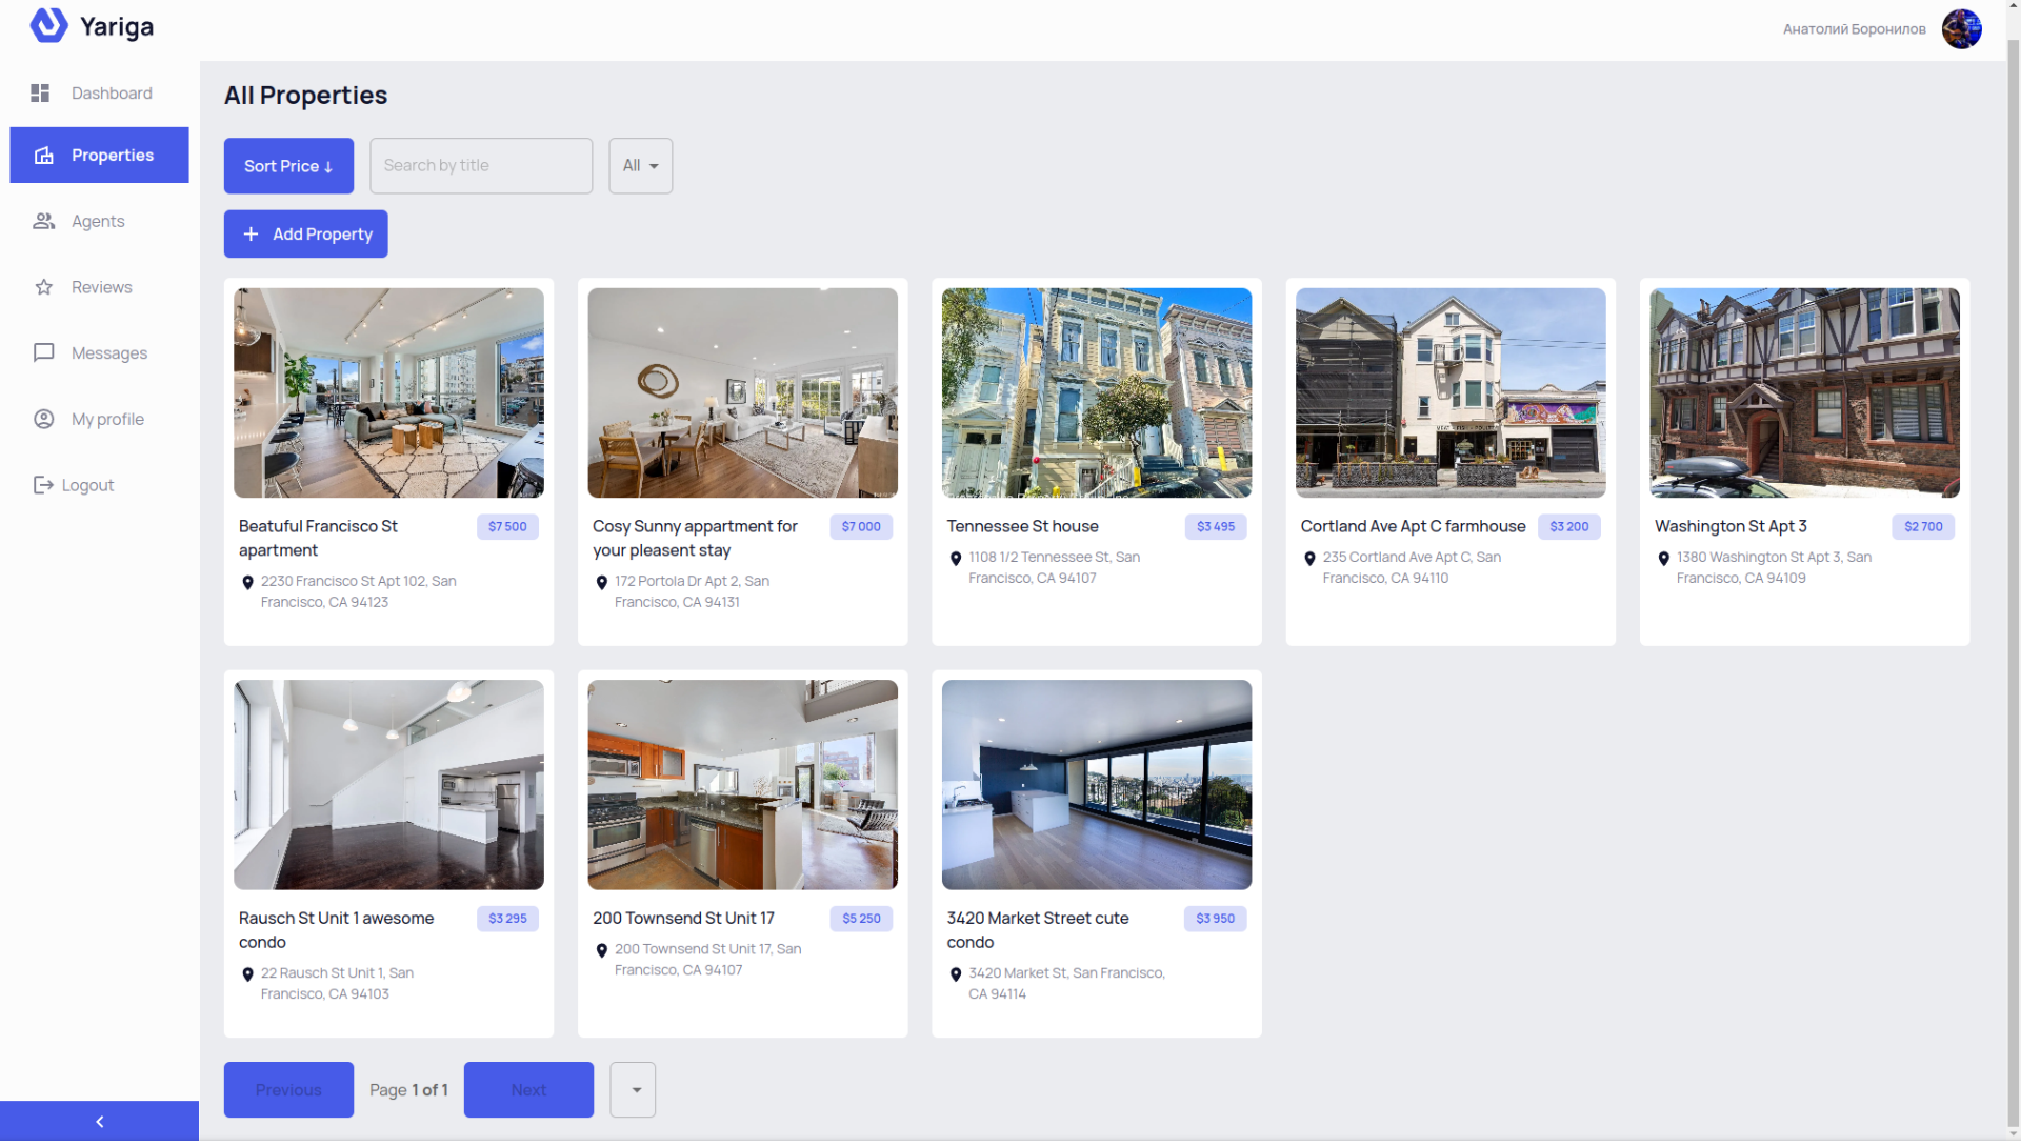 Yariga
Анатолий Боронилов
Dashboard
Properties
Agents
Reviews
Messages
My profile
Logout
All Properties
Sort Price ↓
Search by title
All
+ Add Property
Beatuful Francisco St
apartment
$7 500
2230 Francisco St Apt 102, San
Francisco, CA 94123
Cosy Sunny appartment for
your pleasent stay
$7 000
172 Portola Dr Apt 2, San
Francisco, CA 94131
Tennessee St house
$3 495
1108 1/2 Tennessee St, San
Francisco, CA 94107
Cortland Ave Apt C farmhouse
$3 200
235 Cortland Ave Apt C, San
Francisco, CA 94110
Washington St Apt 3
$2 700
1380 Washington St Apt 3, San
Francisco, CA 94109
Rausch St Unit 1 awesome
condo
$3 295
22 Rausch St Unit 1, San
Francisco, CA 94103
200 Townsend St Unit 17
$5 250
200 Townsend St Unit 17, San
Francisco, CA 94107
3420 Market Street cute
condo
$3 950
3420 Market St, San Francisco,
CA 94114
Previous
Page 1 of 1
Next